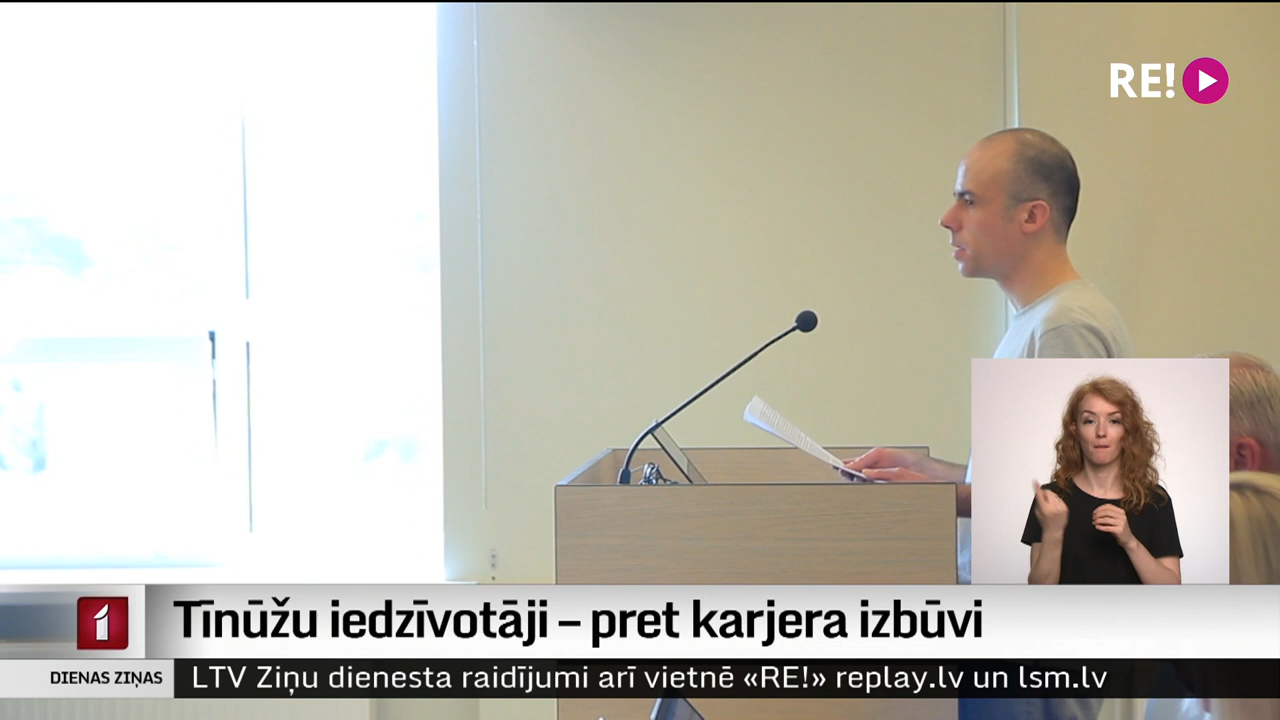 RE!
1
Tīnūžu iedzīvotāji – pret karjera izbūvi
DIENAS ZIŅAS
LTV Ziņu dienesta raidījumi arī vietnē «RE!» replay.lv un lsm.lv